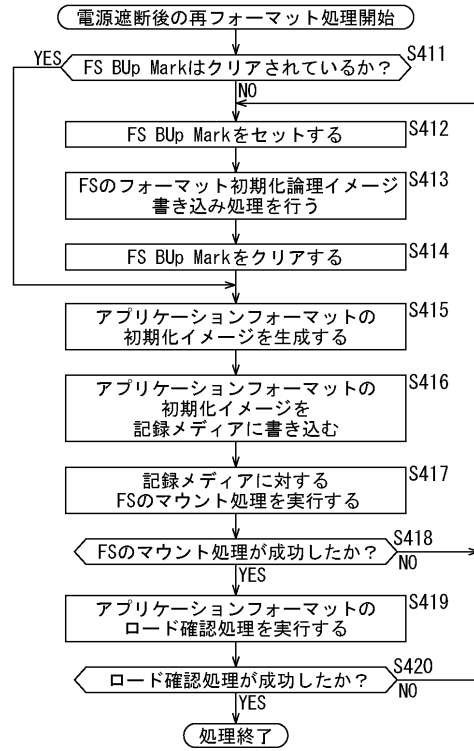 電源遮断後の再フォーマット処理開始
S411
YES
FS BUp Markはクリアされているか?
NO
S412
FS BUp Markをセットする
S413
FSのフォーマット初期化論理イメージ
書き込み処理を行う
S414
FS BUp Markをクリアする
S415
アプリケーションフォーマットの
初期化イメージを生成する
S416
アプリケーションフォーマットの
初期化イメージを
記録メディアに書き込む
S417
記録メディアに対する
FSのマウント処理を実行する
S418
FSのマウント処理が成功したか?
NO
YES
S419
アプリケーションフォーマットの
ロード確認処理を実行する
S420
ロード確認処理が成功したか?
NO
YES
処理終了